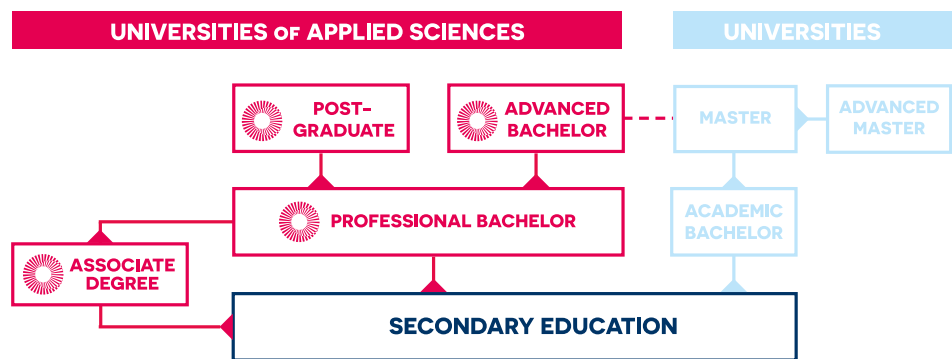 UNIVERSITIES OF APPLIED SCIENCES
UNIVERSITIES
POST-
GRADUATE
ADVANCED
BACHELOR
MASTER
ADVANCED
MASTER
PROFESSIONAL BACHELOR
ACADEMIC
BACHELOR
ASSOCIATE
DEGREE
SECONDARY EDUCATION